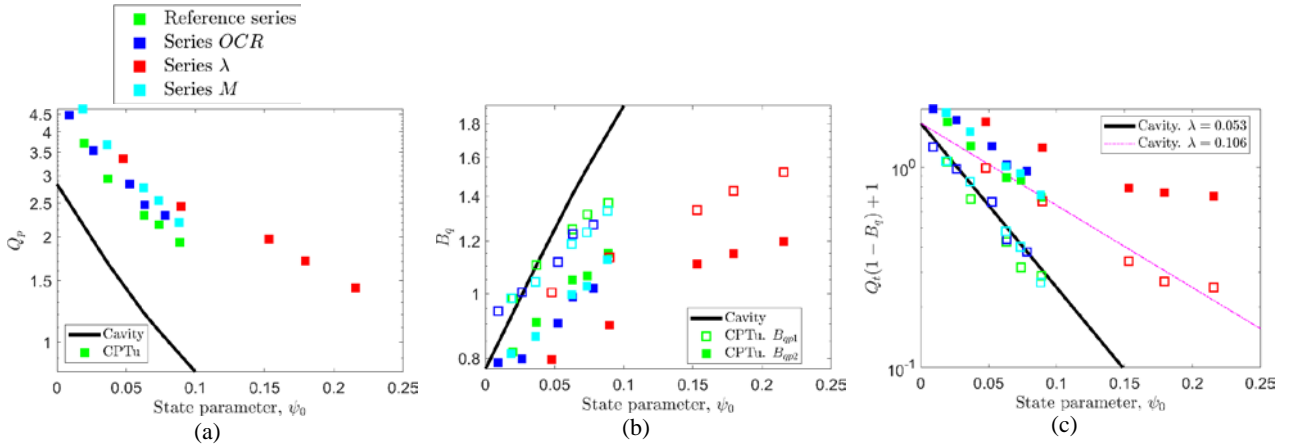 Reference series
Series OCR
Series λ
Series M
4.5
4
3.5
3
2.5
2
1.5
1
Q_p
Cavity
CPTu
0
0.05
0.1
0.15
0.2
0.25
State parameter, ψ_0
(a)
1.8
1.6
1.4
1.2
1
0.8
B_q
Cavity
CPTu. B_{qp1}
CPTu. B_{qp2}
0
0.05
0.1
0.15
0.2
0.25
State parameter, ψ_0
(b)
10^0
10^{-1}
Q_t(1 − B_q) + 1
Cavity. λ = 0.053
Cavity. λ = 0.106
0
0.05
0.1
0.15
0.2
0.25
State parameter, ψ_0
(c)